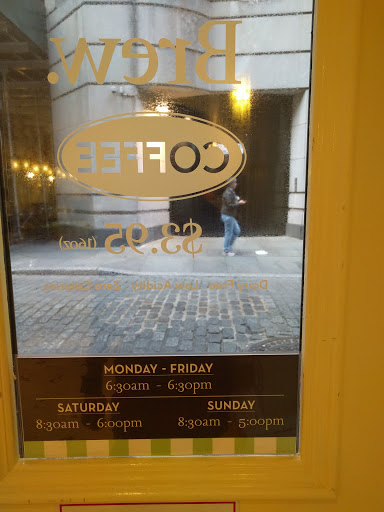 Brew.
COFFEE
$3.95 (16oz)
MONDAY - FRIDAY
6:30am - 6:30pm
SATURDAY
8:30am - 6:00pm
SUNDAY
8:30am - 5:00pm